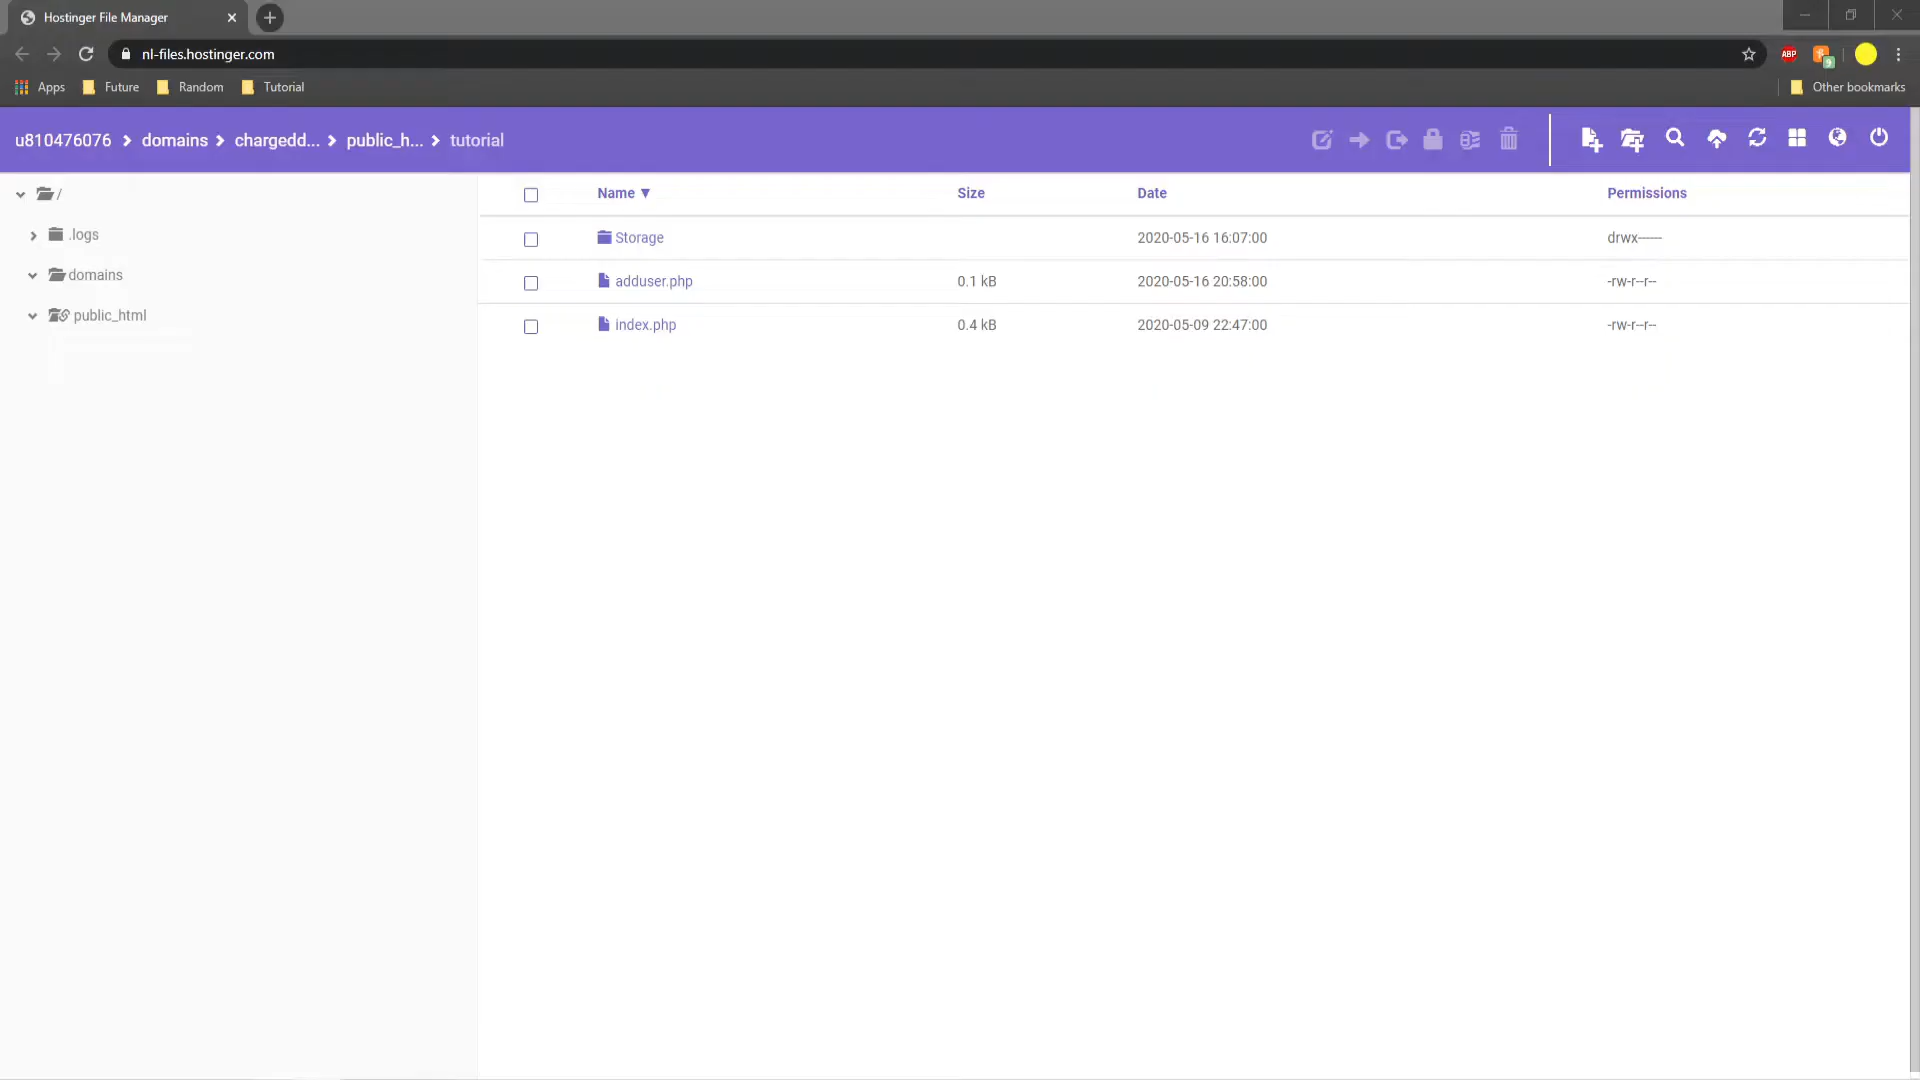 Hostinger File Manager
nl-files.hostinger.com
ABP
9
Apps
Future
Random
Tutorial
Other bookmarks
u810476076
domains
chargedd...
public_h...
tutorial
/
.logs
domains
public_html
Name ▼ Size Date Permissions
Storage 2020-05-16 16:07:00 drwx------
adduser.php 0.1 kB 2020-05-16 20:58:00 -rw-r--r--
index.php 0.4 kB 2020-05-09 22:47:00 -rw-r--r--